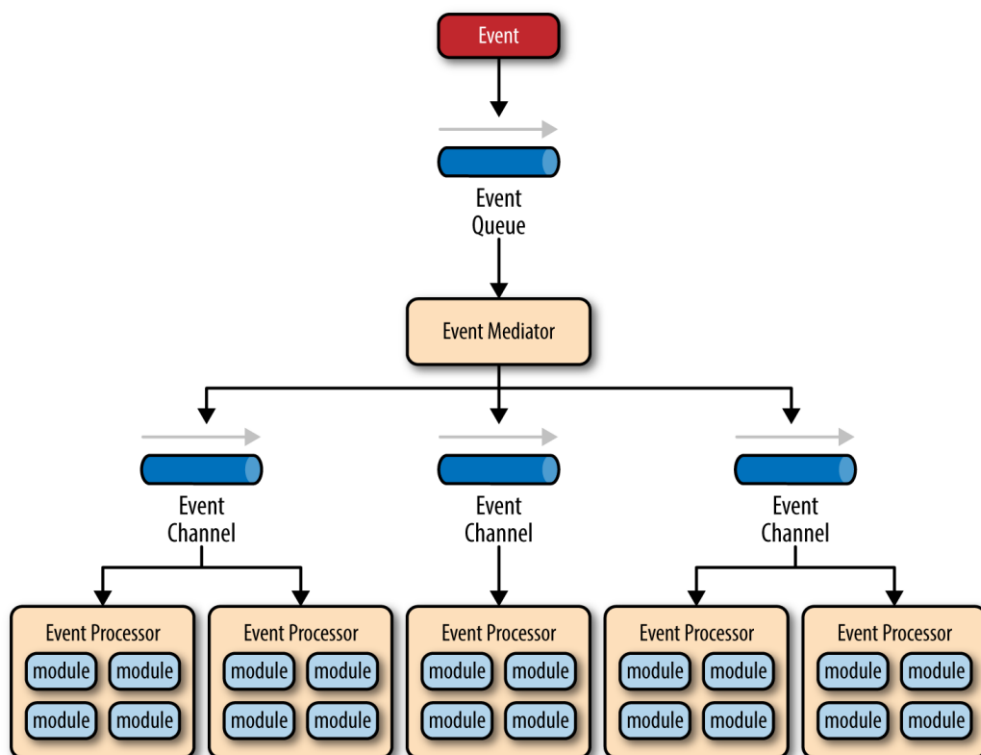 Event
Event
Queue
Event Mediator
Event
Channel
Event
Channel
Event
Channel
Event Processor
module module
module module
Event Processor
module module
module module
Event Processor
module module
module module
Event Processor
module module
module module
Event Processor
module module
module module